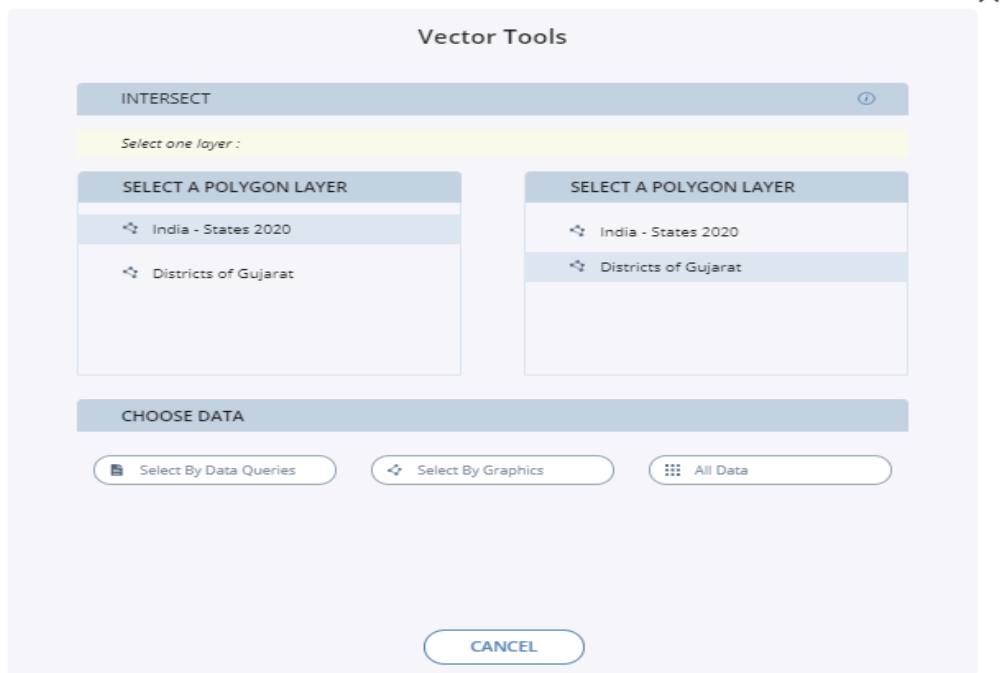 Vector Tools
INTERSECT
Select one layer :
SELECT A POLYGON LAYER
India - States 2020
Districts of Gujarat
SELECT A POLYGON LAYER
India - States 2020
Districts of Gujarat
CHOOSE DATA
Select By Data Queries
Select By Graphics
All Data
CANCEL